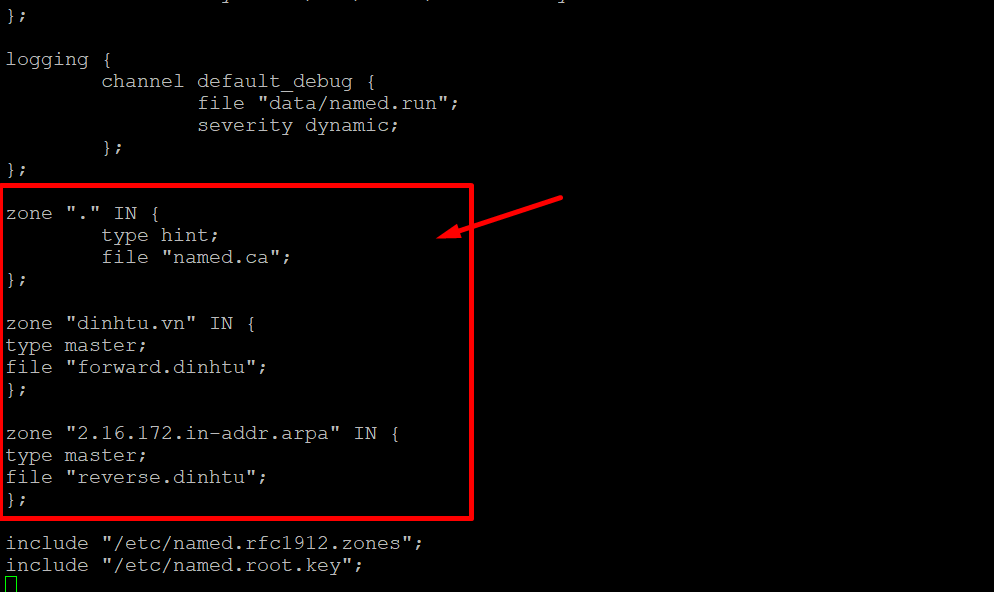 };
logging {
channel default_debug {
file "data/named.run";
severity dynamic;
};
};
zone "." IN {
type hint;
file "named.ca";
};
zone "dinhtu.vn" IN {
type master;
file "forward.dinhtu";
};
zone "2.16.172.in-addr.arpa" IN {
type master;
file "reverse.dinhtu";
};
include "/etc/named.rfc1912.zones";
include "/etc/named.root.key";